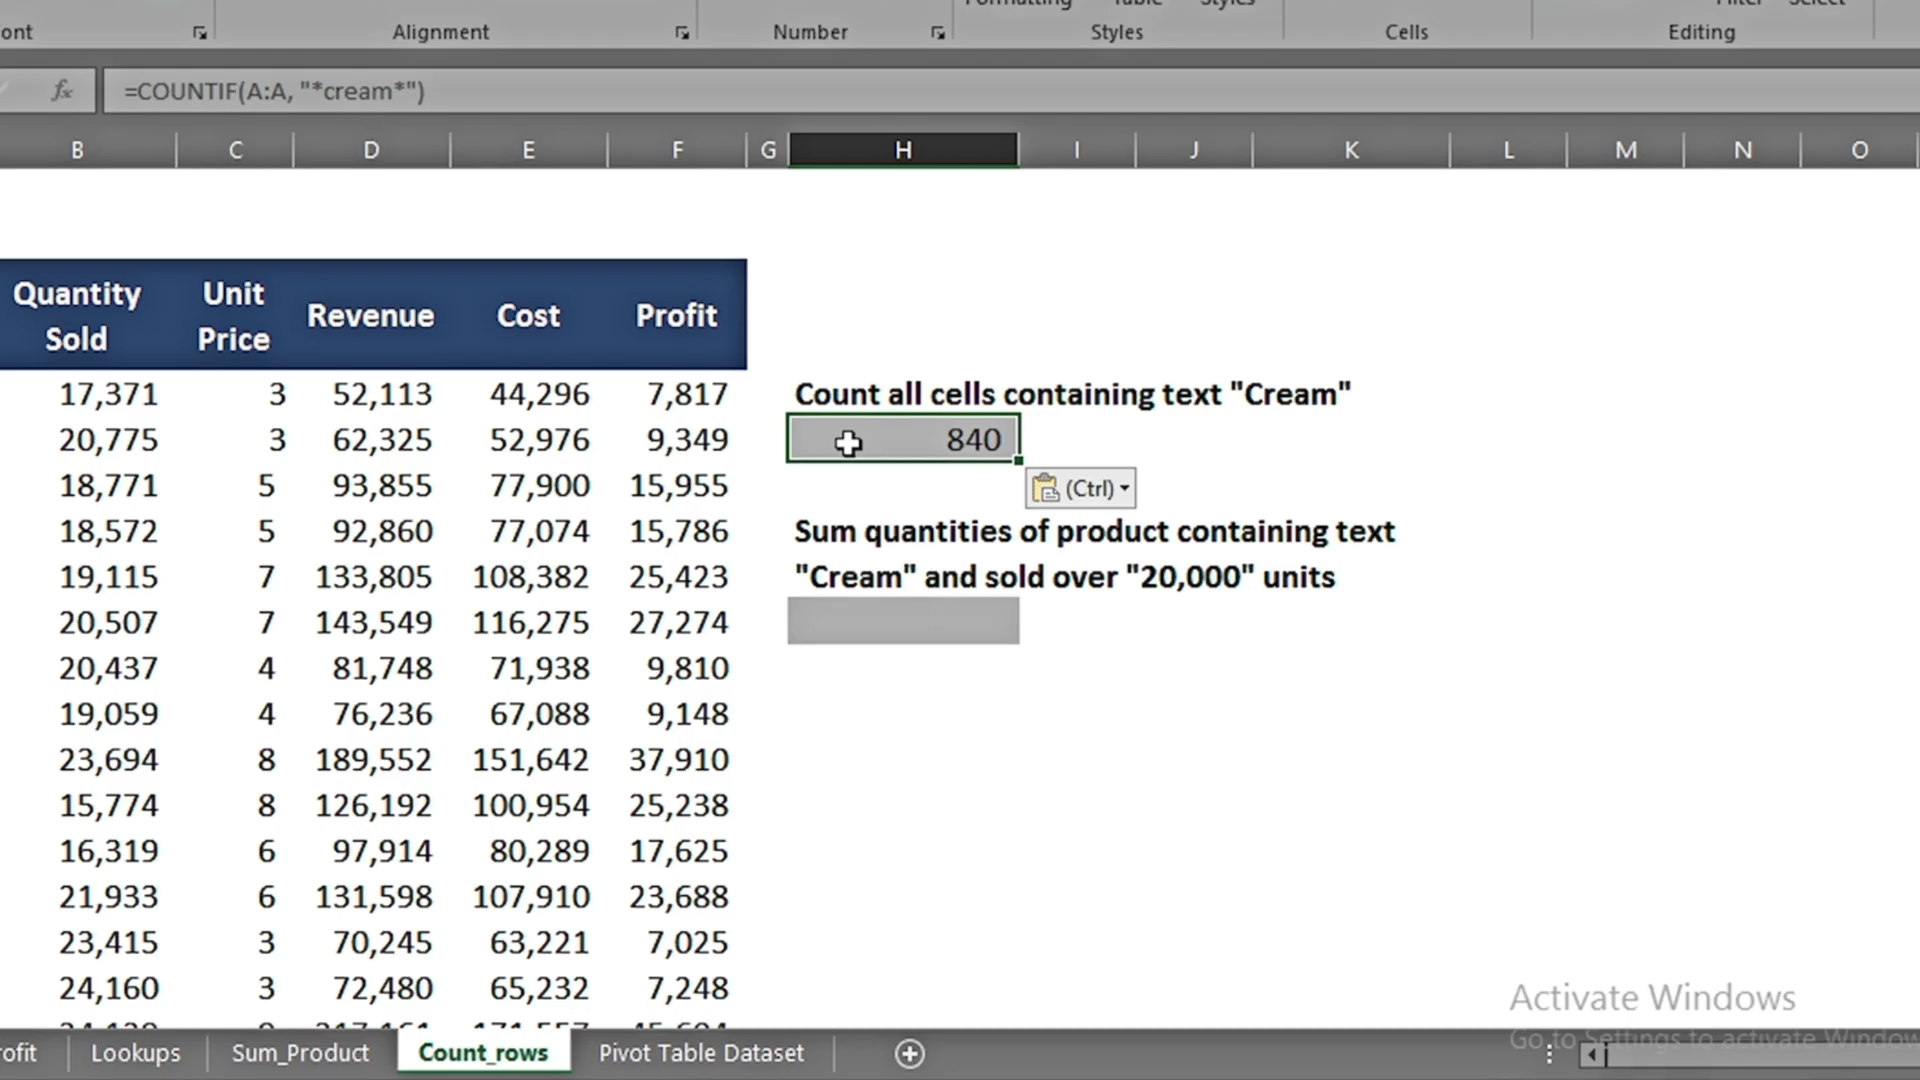 Formatting Table Styles Filter Select
ont Alignment Number Styles Cells Editing
fx =COUNTIF(A:A, "*cream*")
B C D E F G H I J K L M N O
Quantity Sold Unit Price Revenue Cost Profit
17,371 3 52,113 44,296 7,817 Count all cells containing text "Cream"
20,775 3 62,325 52,976 9,349 840
18,771 5 93,855 77,900 15,955 (Ctrl)
18,572 5 92,860 77,074 15,786 Sum quantities of product containing text
19,115 7 133,805 108,382 25,423 "Cream" and sold over "20,000" units
20,507 7 143,549 116,275 27,274
20,437 4 81,748 71,938 9,810
19,059 4 76,236 67,088 9,148
23,694 8 189,552 151,642 37,910
15,774 8 126,192 100,954 25,238
16,319 6 97,914 80,289 17,625
21,933 6 131,598 107,910 23,688
23,415 3 70,245 63,221 7,025
24,160 3 72,480 65,232 7,248
Activate Windows
Go to Settings to activate Windows
ofit Lookups Sum_Product Count_rows Pivot Table Dataset